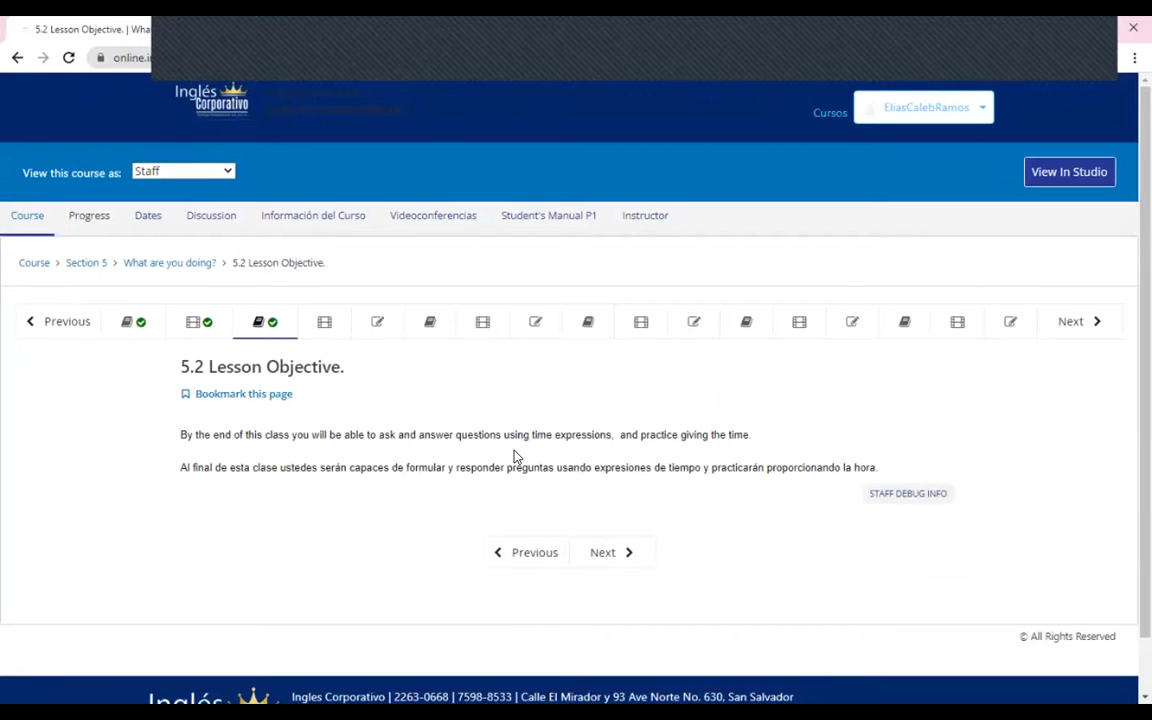 5.2 Lesson Objective. | Wha
online.i
Inglés
Corporativo
Cursos
EliasCalebRamos
View this course as:
Staff
View In Studio
Course
Progress
Dates
Discussion
Información del Curso
Videoconferencias
Student's Manual P1
Instructor
Course > Section 5 > What are you doing? > 5.2 Lesson Objective.
Previous
Next
5.2 Lesson Objective.
Bookmark this page
By the end of this class you will be able to ask and answer questions using time expressions, and practice giving the time.
Al final de esta clase ustedes serán capaces de formular y responder preguntas usando expresiones de tiempo y practicarán proporcionando la hora.
STAFF DEBUG INFO
Previous
Next
© All Rights Reserved
Inglés
Ingles Corporativo | 2263-0668 | 7598-8533 | Calle El Mirador y 93 Ave Norte No. 630, San Salvador